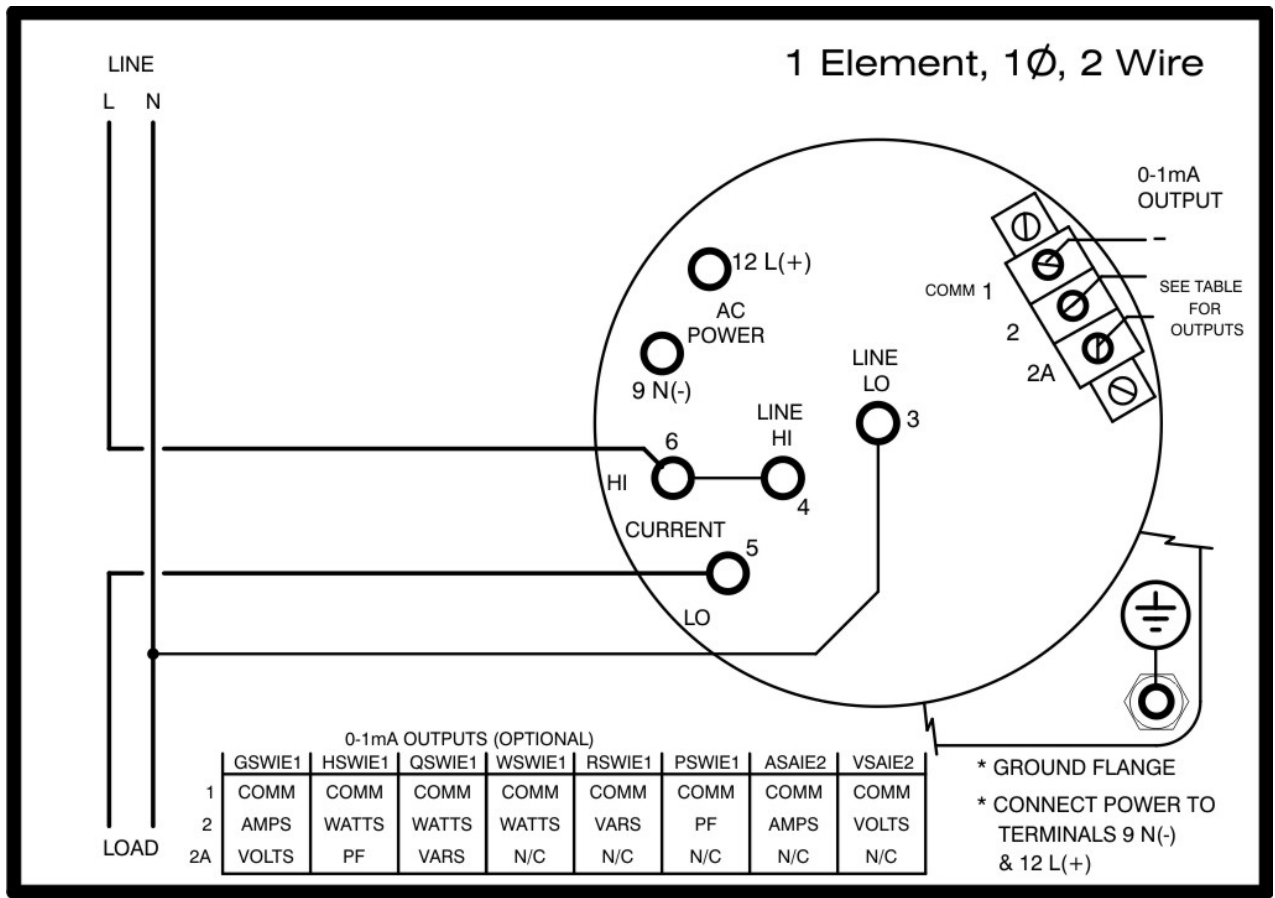 1 Element, 1Ø, 2 Wire
LINE
L N
0-1mA
OUTPUT
-
12 L(+)
AC
POWER
9 N(-)
COMM 1
2
2A
SEE TABLE
FOR
OUTPUTS
LINE
LO
3
LINE
HI
4
6
HI
CURRENT
5
LO
LOAD
0-1mA OUTPUTS (OPTIONAL)
GSWIE1 HSWIE1 QSWIE1 WSWIE1 RSWIE1 PSWIE1 ASAIE2 VSAIE2
1 COMM COMM COMM COMM COMM COMM COMM COMM
2 AMPS WATTS WATTS WATTS VARS PF AMPS VOLTS
2A VOLTS PF VARS N/C N/C N/C N/C N/C
* GROUND FLANGE
* CONNECT POWER TO
TERMINALS 9 N(-)
& 12 L(+)